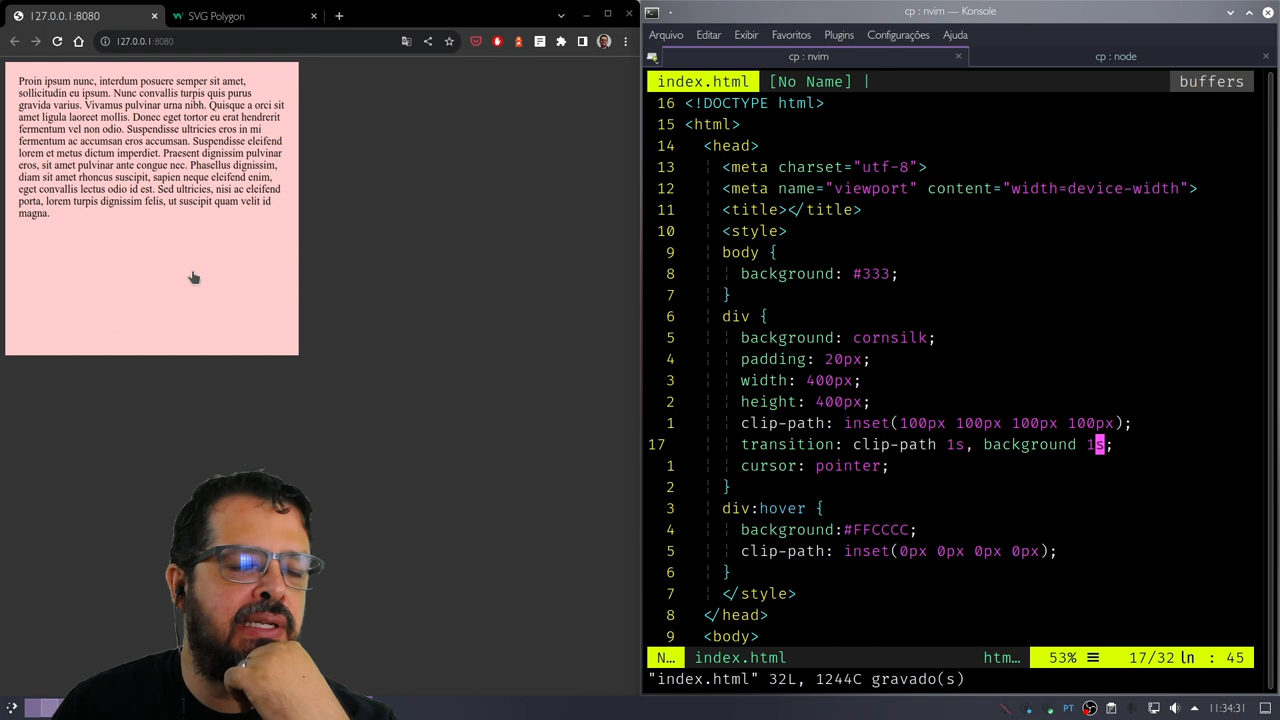 127.0.0.1:8080
SVG Polygon
127.0.0.1:8080
Proin ipsum nunc, interdum posuere semper sit amet,
sollicitudin eu ipsum. Nunc convallis turpis quis purus
gravida varius. Vivamus pulvinar urna nibh. Quisque a orci sit
amet ligula laoreet mollis. Donec eget tortor eu erat hendrerit
fermentum vel non odio. Suspendisse ultricies eros in mi
fermentum ac accumsan eros accumsan. Suspendisse eleifend
lorem et metus dictum imperdiet. Praesent dignissim pulvinar
eros, sit amet pulvinar ante congue nec. Phasellus dignissim,
diam sit amet rhoncus suscipit, sapien neque eleifend enim,
eget convallis lectus odio id est. Sed ultricies, nisi ac eleifend
porta, lorem turpis dignissim felis, ut suscipit quam velit id
magna.
cp : nvim — Konsole
Arquivo Editar Exibir Favoritos Plugins Configurações Ajuda
cp : nvim
cp : node
index.html [No Name] | buffers
16 <!DOCTYPE html>
15 <html>
14 <head>
13 <meta charset="utf-8">
12 <meta name="viewport" content="width=device-width">
11 <title></title>
10 <style>
9 body {
8 background: #333;
7 }
6 div {
5 background: cornsilk;
4 padding: 20px;
3 width: 400px;
2 height: 400px;
1 clip-path: inset(100px 100px 100px 100px);
17 transition: clip-path 1s, background 1s;
1 cursor: pointer;
2 }
3 div:hover {
4 background:#FFCCCC;
5 clip-path: inset(0px 0px 0px 0px);
6 }
7 </style>
8 </head>
9 <body>
N… index.html htm… 53% ☰ 17/32 ln : 45
"index.html" 32L, 1244C gravado(s)
PT 11:34:31